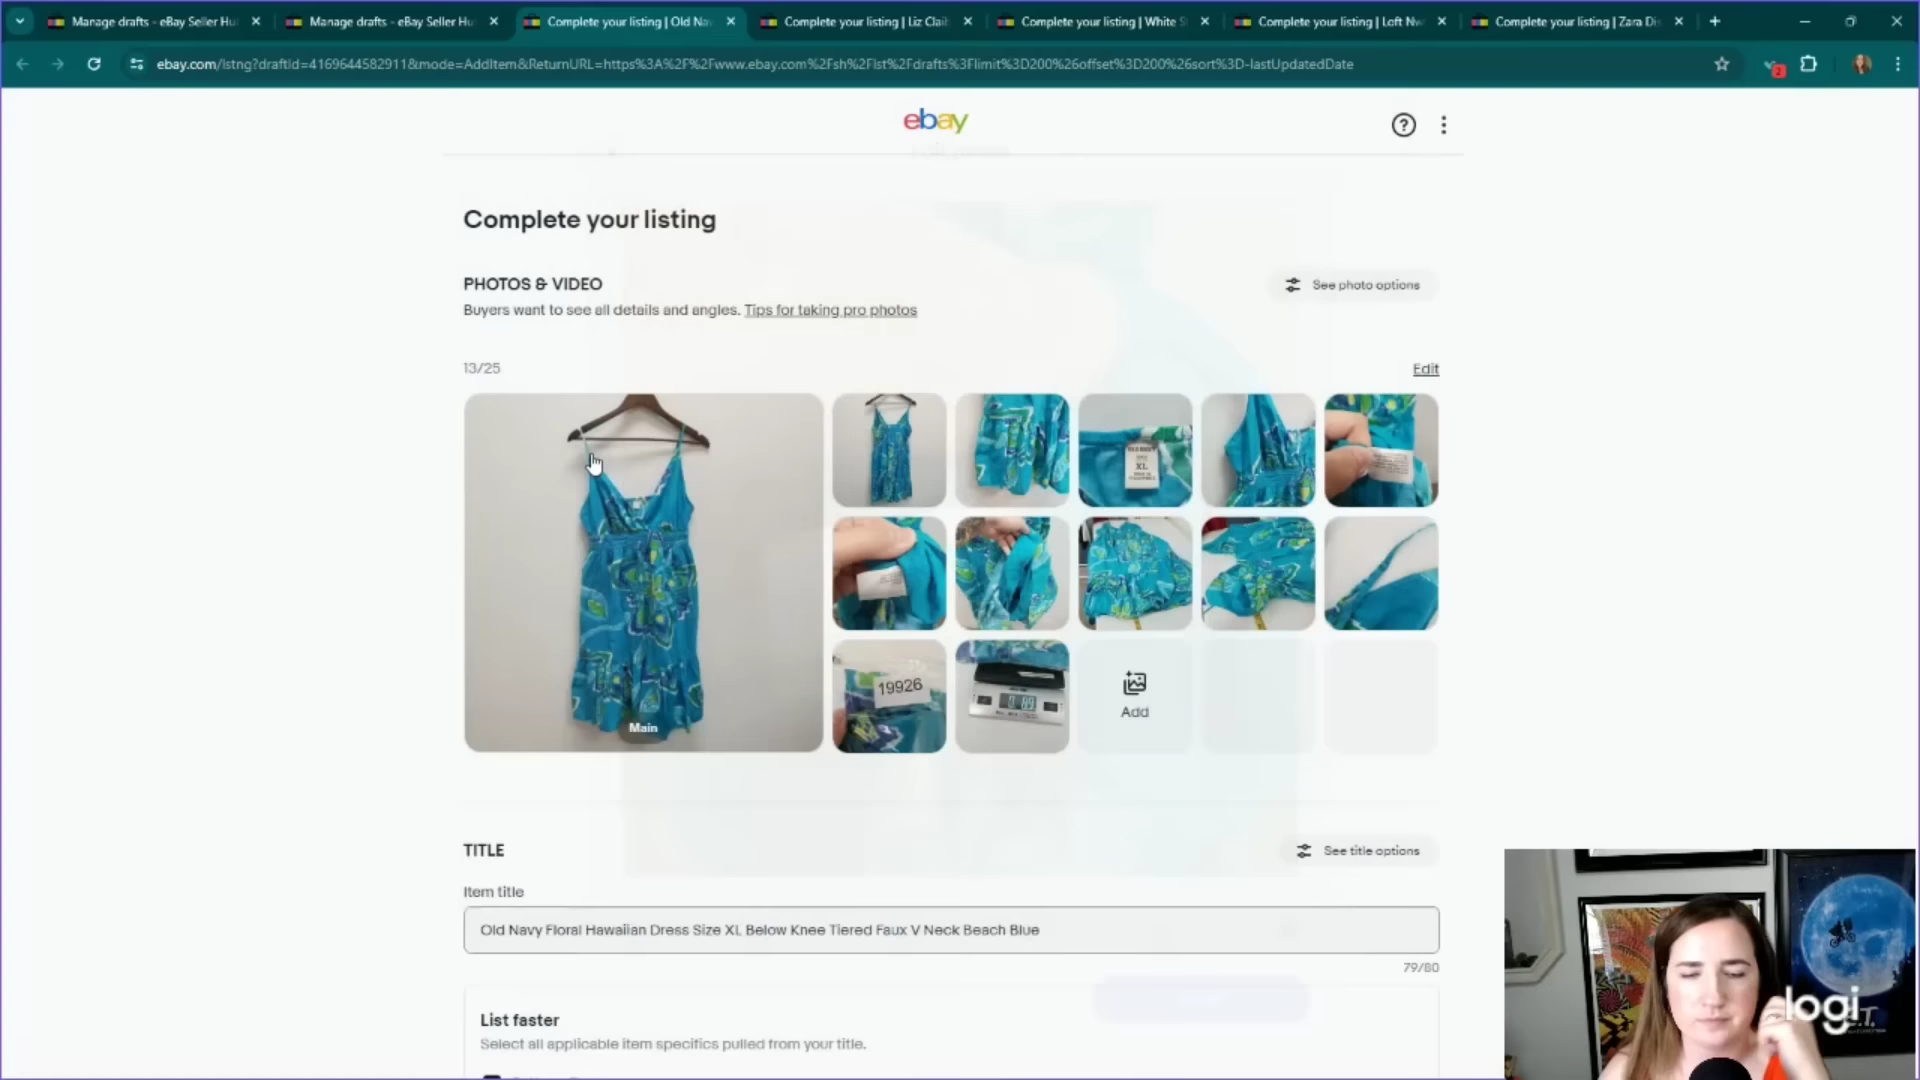 Manage drafts - eBay Seller Hu
Manage drafts - eBay Seller Hu
Complete your listing | Old Na
Complete your listing | Liz Claib
Complete your listing | White S
Complete your listing | Loft Nw
Complete your listing | Zara Dis
ebay.com/lstng?draftId=4169644582911&mode=AddItem&ReturnURL=https%3A%2F%2Fwww.ebay.com%2Fsh%2Flst%2Fdrafts%3Flimit%3D200%26offset%3D200%26sort%3D-lastUpdatedDate
2
ebay
Complete your listing
PHOTOS & VIDEO
See photo options
Buyers want to see all details and angles. Tips for taking pro photos
13/25
Edit
XL
19926
Main
Add
TITLE
See title options
Item title
Old Navy Floral Hawaiian Dress Size XL Below Knee Tiered Faux V Neck Beach Blue
79/80
List faster
Select all applicable item specifics pulled from your title.
logi